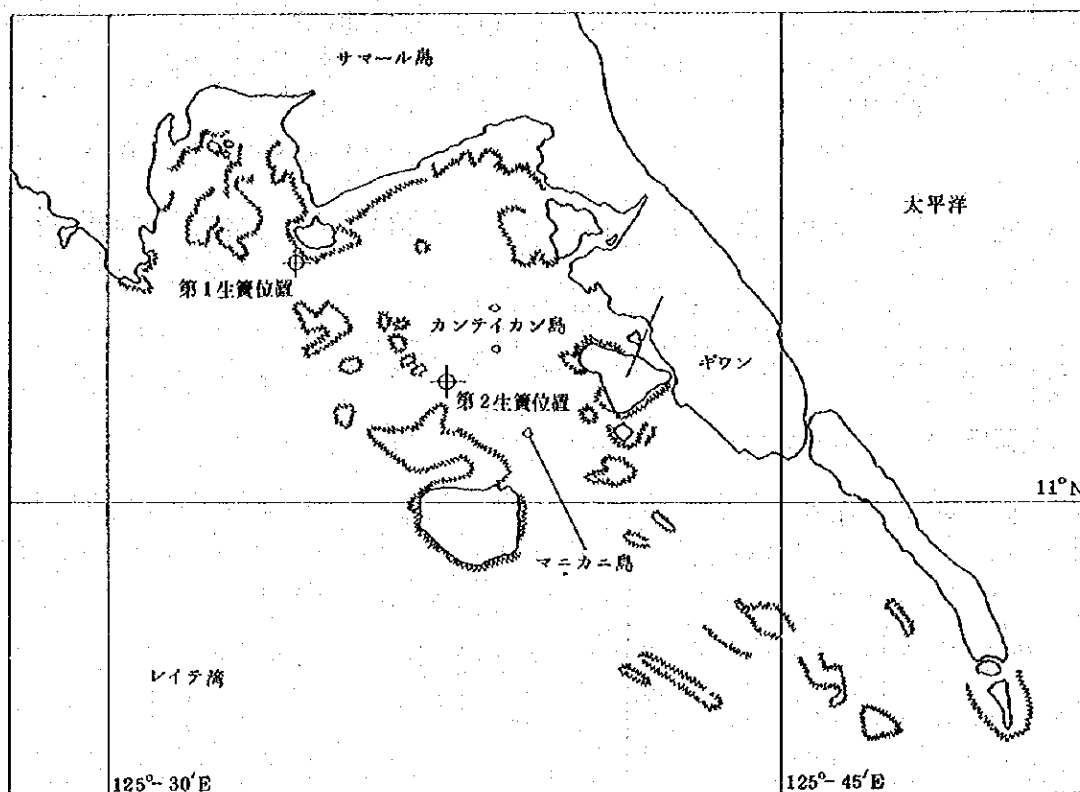 サマール島
太平洋
第1生簀位置
カンテイカン島
ギワン
第2生簀位置
11°N
マニカニ島
レイテ湾
125°-30'E
125°-45'E